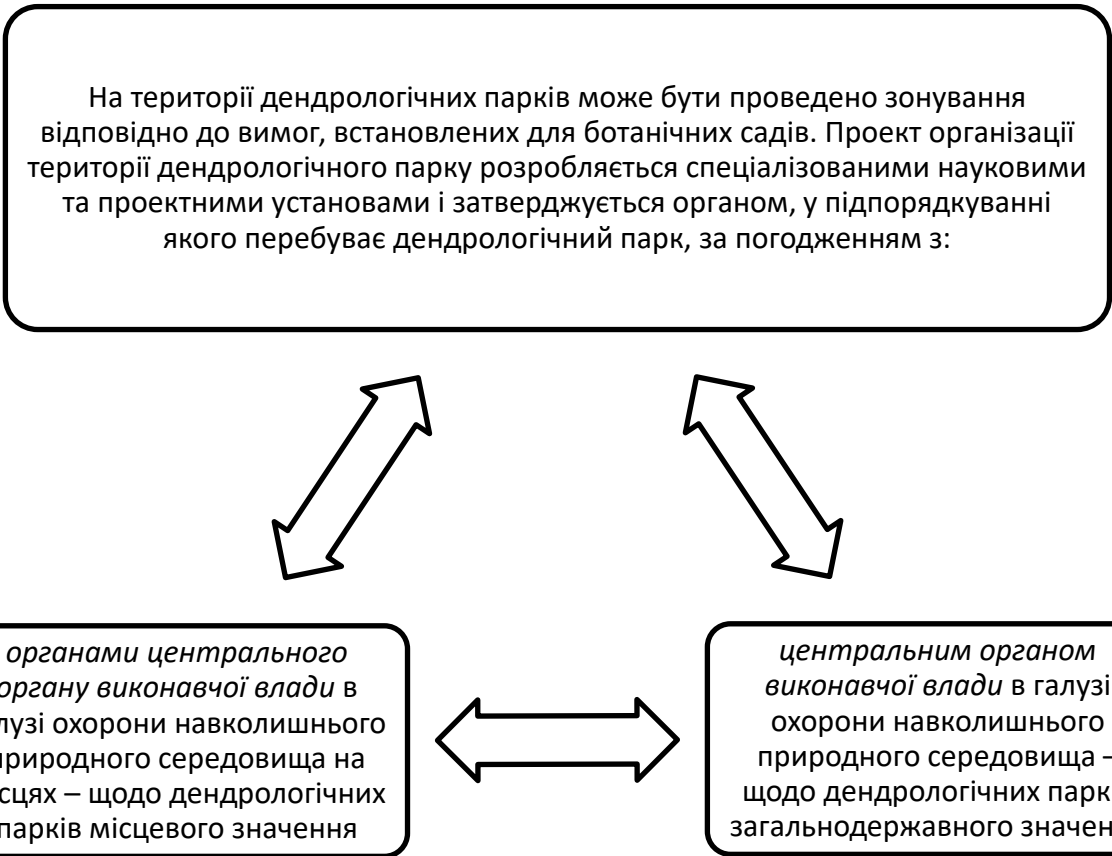 На території дендрологічних парків може бути проведено зонування
відповідно до вимог, встановлених для ботанічних садів. Проект організації
території дендрологічного парку розробляється спеціалізованими науковими
та проектними установами і затверджується органом, у підпорядкуванні
якого перебуває дендрологічний парк, за погодженням з:
органами центрального
органу виконавчої влади в
охорони навколишнього
природного середовища на
– щодо дендрологічних
парків місцевого значення
центральним органом
виконавчої влади в галузі
охорони навколишнього
природного середовища –
щодо дендрологічних
загальнодержавного